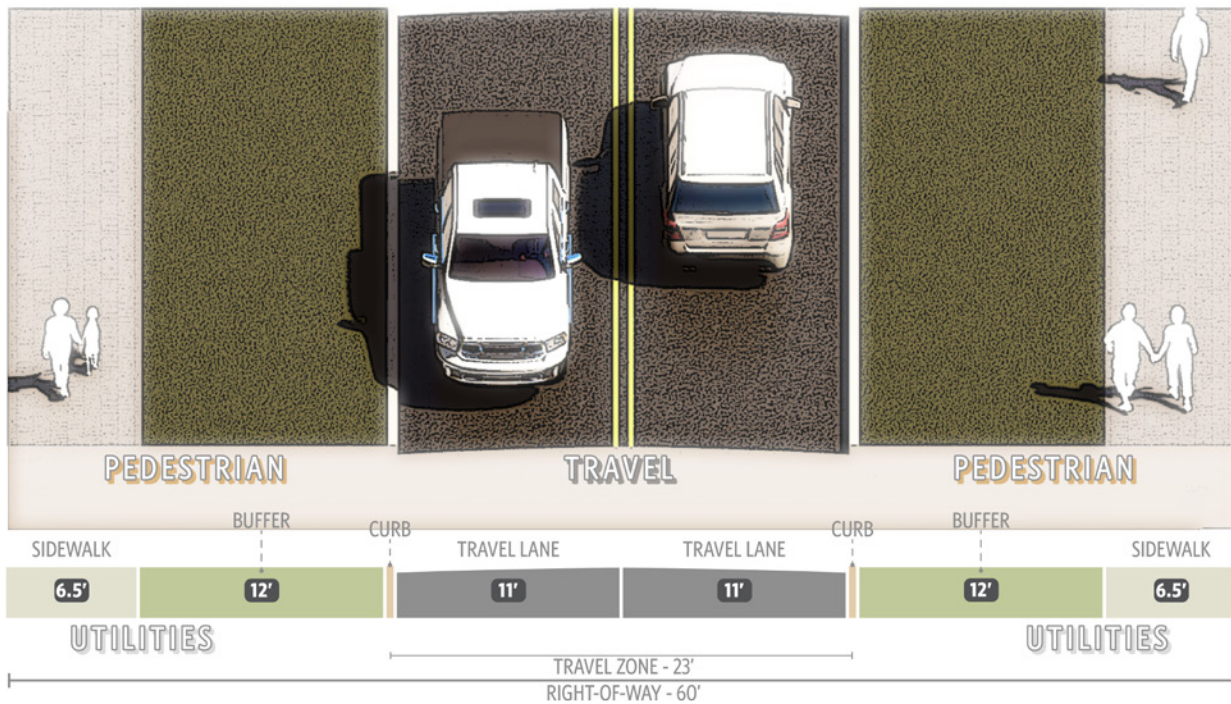 PEDESTRIAN
TRAVEL
PEDESTRIAN
BUFFER
CURB
CURB
BUFFER
SIDEWALK
TRAVEL LANE
TRAVEL LANE
SIDEWALK
6.5'
12'
11'
11'
12'
6.5'
UTILITIES
UTILITIES
TRAVEL ZONE - 23'
RIGHT-OF-WAY - 60'